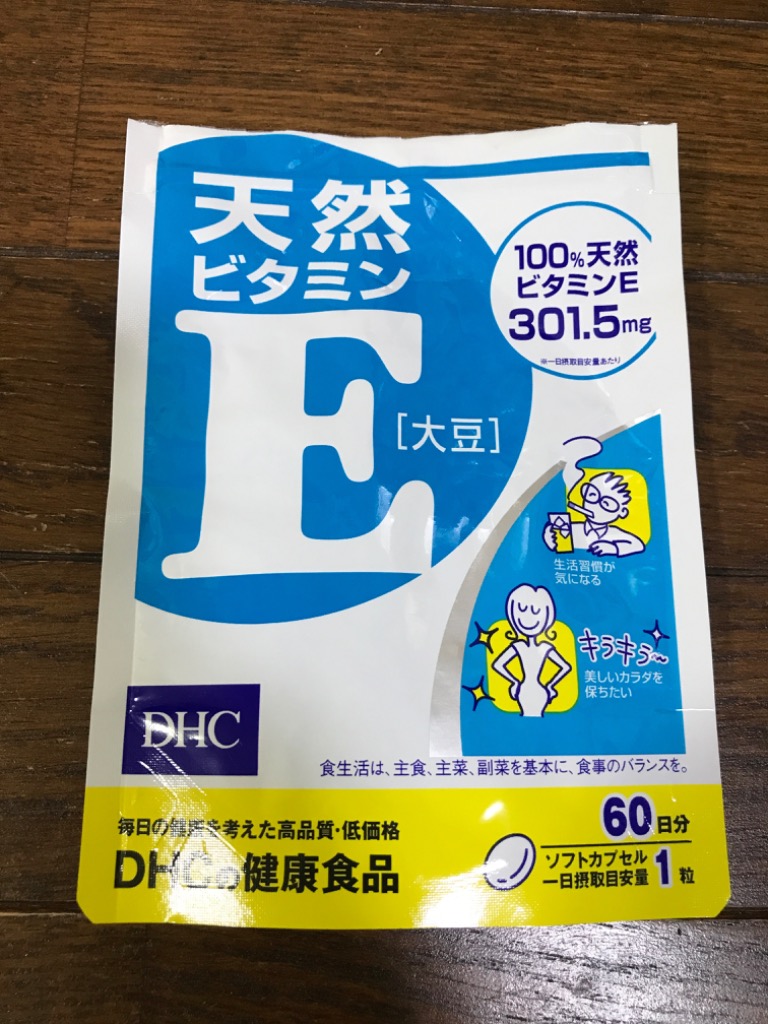 天然
ビタミン
E
[大豆]
100%天然
ビタミンE
301.5mg
※一日摂取目安量あたり
生活習慣が
気になる
キラキラ〜
美しいカラダを
保ちたい
DHC
食生活は、主食、主菜、副菜を基本に、食事のバランスを。
毎日の健康を考えた高品質・低価格
DHCの健康食品
60日分
ソフトカプセル
一日摂取目安量 1粒